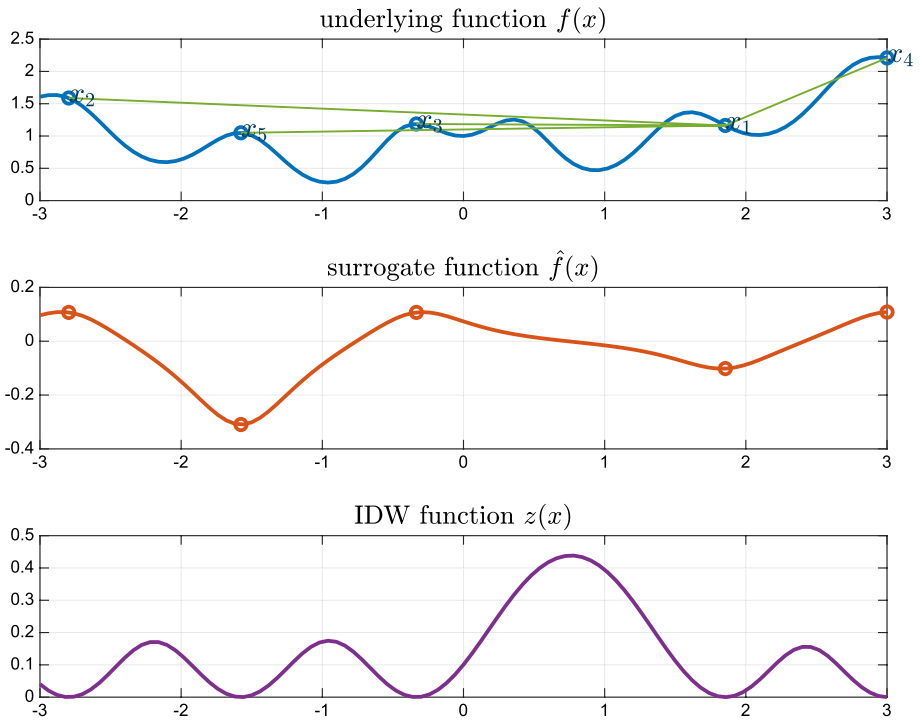 underlying function f(x)
2.5
2
1.5
1
0.5
0
x₂
x₅
x₃
x₁
x₄
-3 -2 -1 0 1 2 3
surrogate function f̂(x)
0.2
0
-0.2
-0.4
-3 -2 -1 0 1 2 3
IDW function z(x)
0.5
0.4
0.3
0.2
0.1
0
-3 -2 -1 0 1 2 3